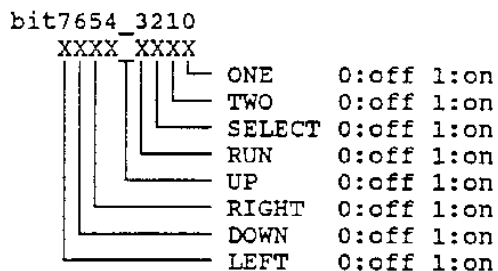 bit7654_3210
XXXX_XXXX
ONE 0:off 1:on
TWO 0:off 1:on
SELECT 0:off 1:on
RUN 0:off 1:on
UP 0:off 1:on
RIGHT 0:off 1:on
DOWN 0:off 1:on
LEFT 0:off 1:on